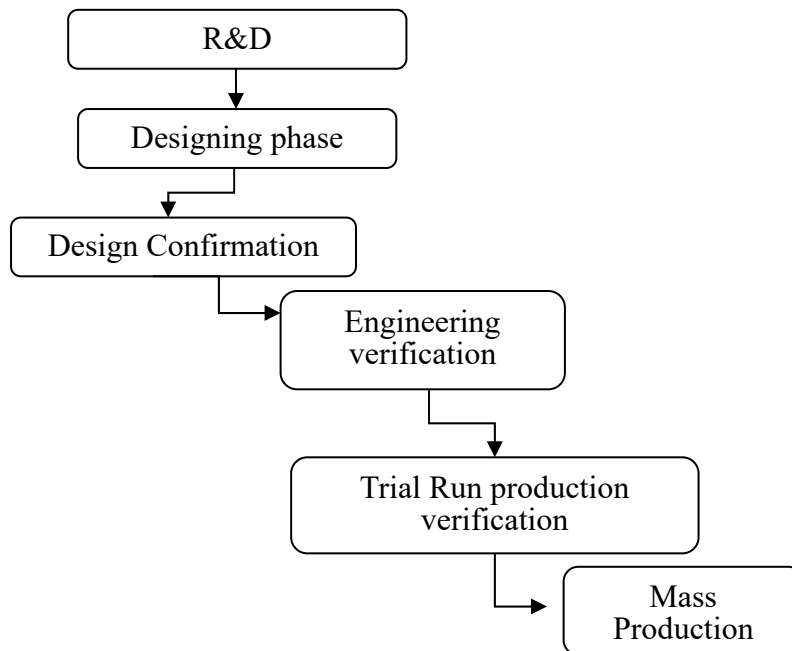 R&D
Designing phase
Design Confirmation
Engineering
verification
Trial Run production
verification
Mass
Production